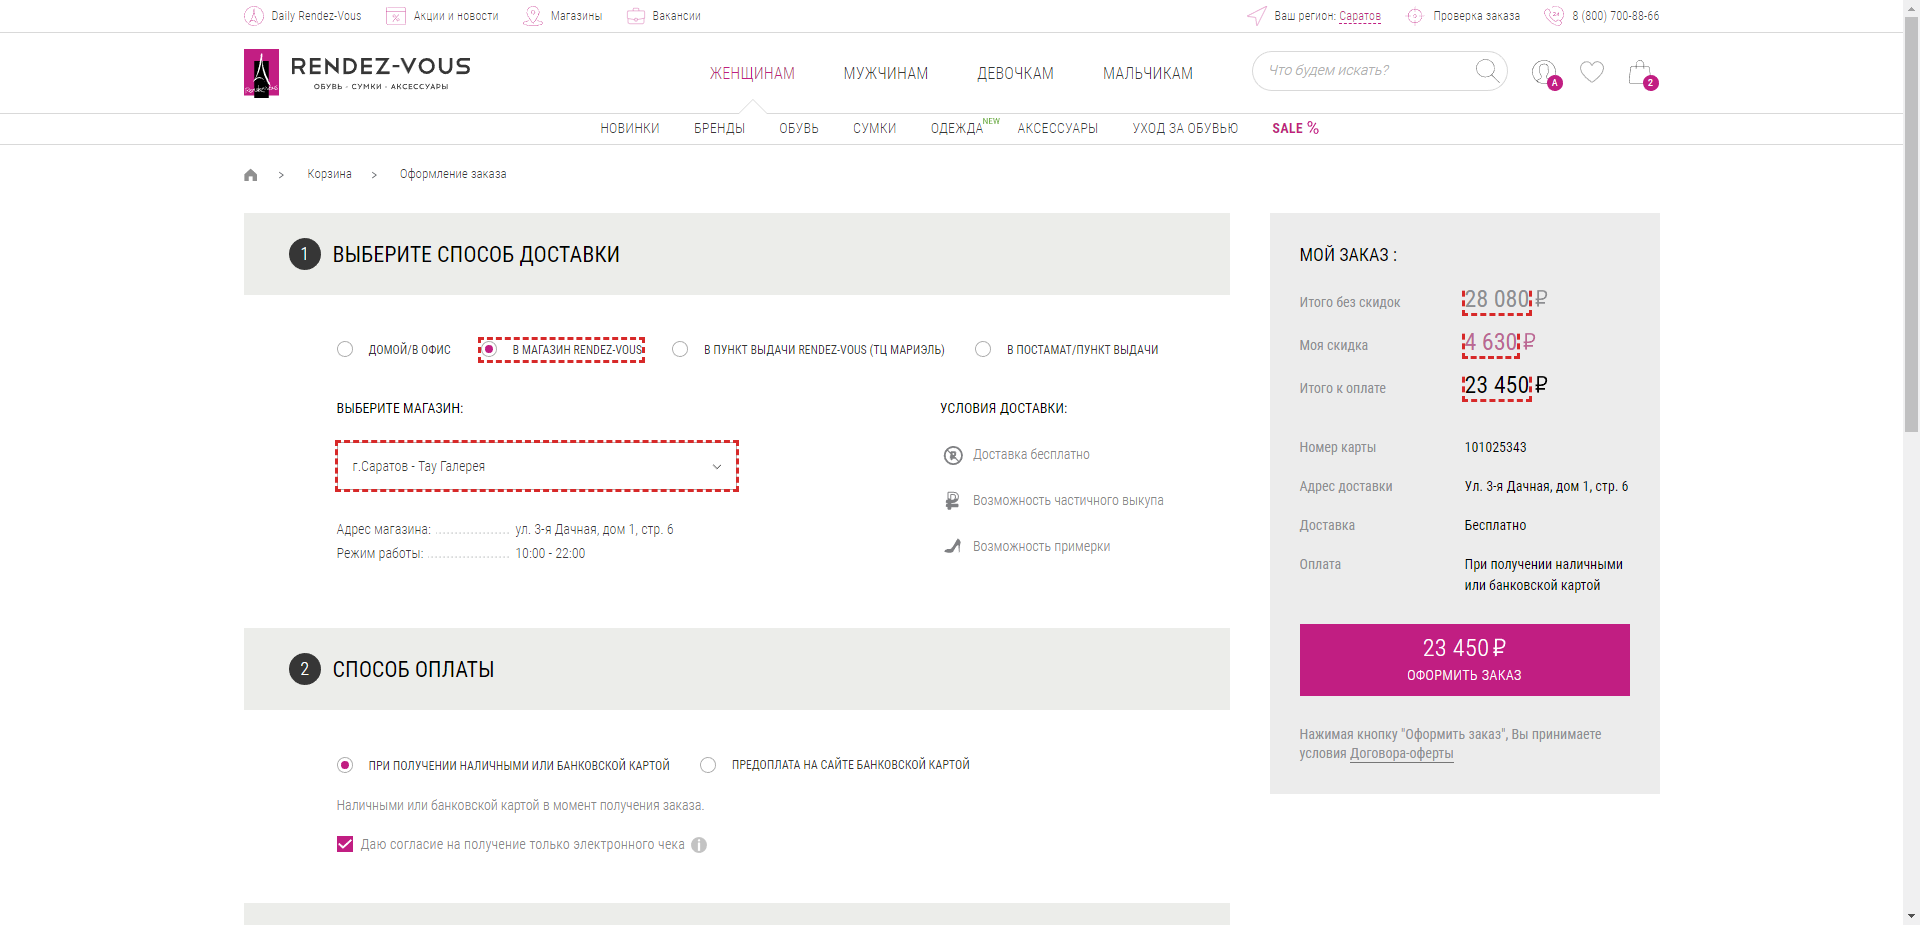 Daily Rendez-Vous Акции и новости Магазины Вакансии Ваш регион: Саратов Проверка заказа 8 (800) 700-88-66
RENDEZ-VOUS
ОБУВЬ · СУМКИ · АКСЕССУАРЫ
ЖЕНЩИНАМ МУЖЧИНАМ ДЕВОЧКАМ МАЛЬЧИКАМ
Что будем искать?
A
2
НОВИНКИ БРЕНДЫ ОБУВЬ СУМКИ ОДЕЖДА NEW АКСЕССУАРЫ УХОД ЗА ОБУВЬЮ SALE %
> Корзина > Оформление заказа
1 ВЫБЕРИТЕ СПОСОБ ДОСТАВКИ
ДОМОЙ/В ОФИС В МАГАЗИН RENDEZ-VOUS В ПУНКТ ВЫДАЧИ RENDEZ-VOUS (ТЦ МАРИЭЛЬ) В ПОСТАМАТ/ПУНКТ ВЫДАЧИ
ВЫБЕРИТЕ МАГАЗИН:
г.Саратов - Тау Галерея
Адрес магазина: ул. 3-я Дачная, дом 1, стр. 6
Режим работы: 10:00 - 22:00
УСЛОВИЯ ДОСТАВКИ:
Доставка бесплатно
Возможность частичного выкупа
Возможность примерки
2 СПОСОБ ОПЛАТЫ
ПРИ ПОЛУЧЕНИИ НАЛИЧНЫМИ ИЛИ БАНКОВСКОЙ КАРТОЙ ПРЕДОПЛАТА НА САЙТЕ БАНКОВСКОЙ КАРТОЙ
Наличными или банковской картой в момент получения заказа.
Даю согласие на получение только электронного чека i
МОЙ ЗАКАЗ :
Итого без скидок 28 080 ₽
Моя скидка 4 630 ₽
Итого к оплате 23 450 ₽
Номер карты 101025343
Адрес доставки Ул. 3-я Дачная, дом 1, стр. 6
Доставка Бесплатно
Оплата При получении наличными
или банковской картой
23 450 ₽
ОФОРМИТЬ ЗАКАЗ
Нажимая кнопку "Оформить заказ", Вы принимаете
условия Договора-оферты